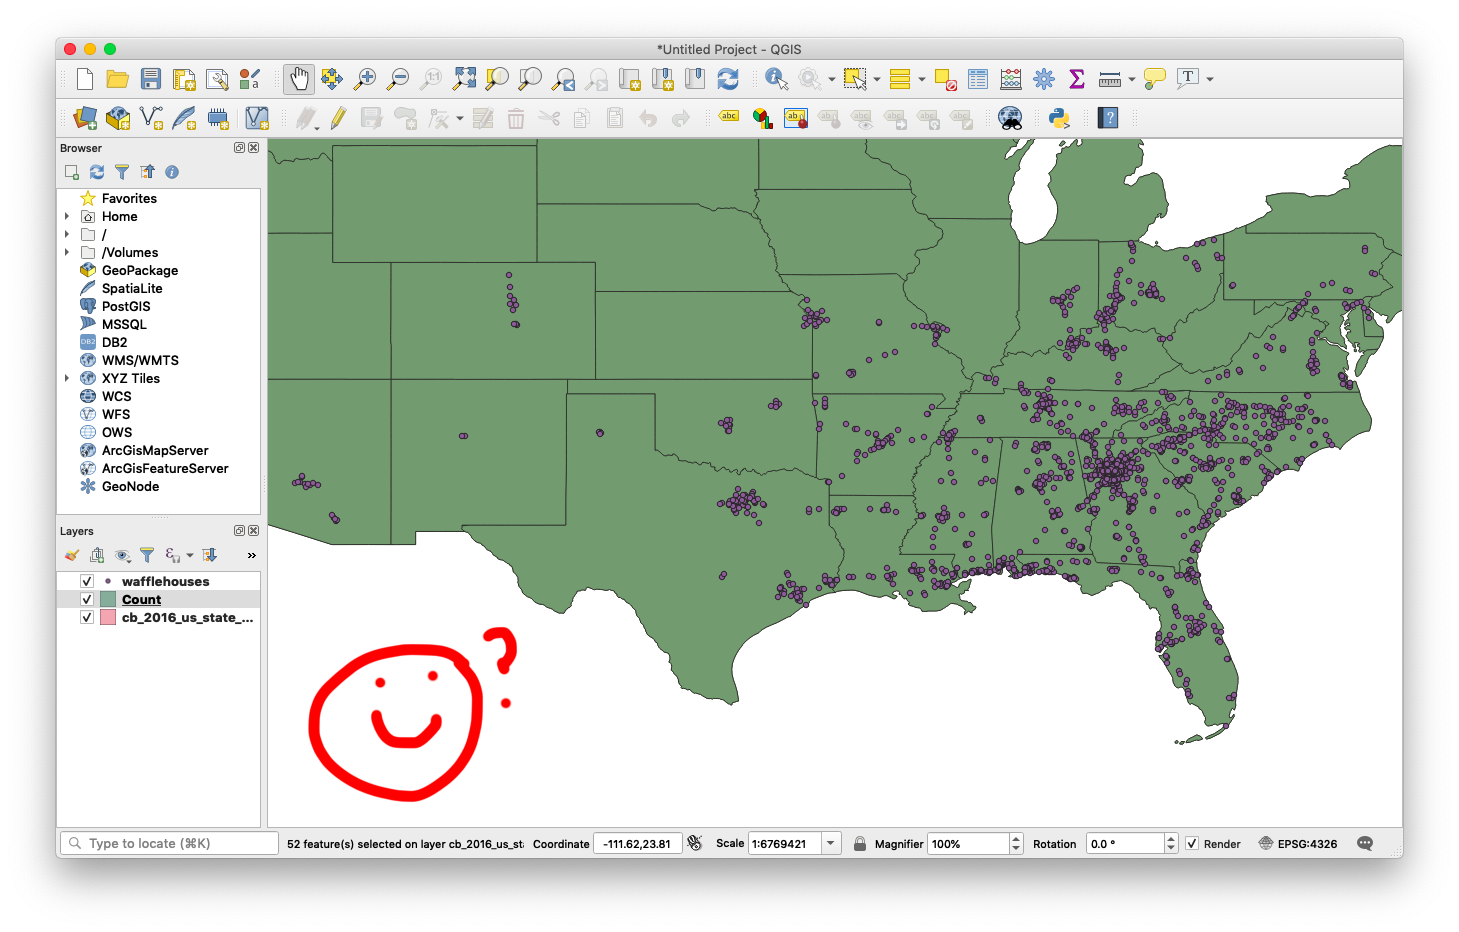 *Untitled Project - QGIS
Browser
Favorites
Home
/
/Volumes
GeoPackage
SpatiaLite
PostGIS
MSSQL
DB2
WMS/WMTS
XYZ Tiles
WCS
WFS
OWS
ArcGisMapServer
ArcGisFeatureServer
GeoNode
Layers
»
wafflehouses
Count
cb_2016_us_state_...
?
Type to locate (⌘K)
52 feature(s) selected on layer cb_2016_us_st
Coordinate
-111.62,23.81
Scale
1:6769421
Magnifier
100%
Rotation
0.0 °
Render
EPSG:4326